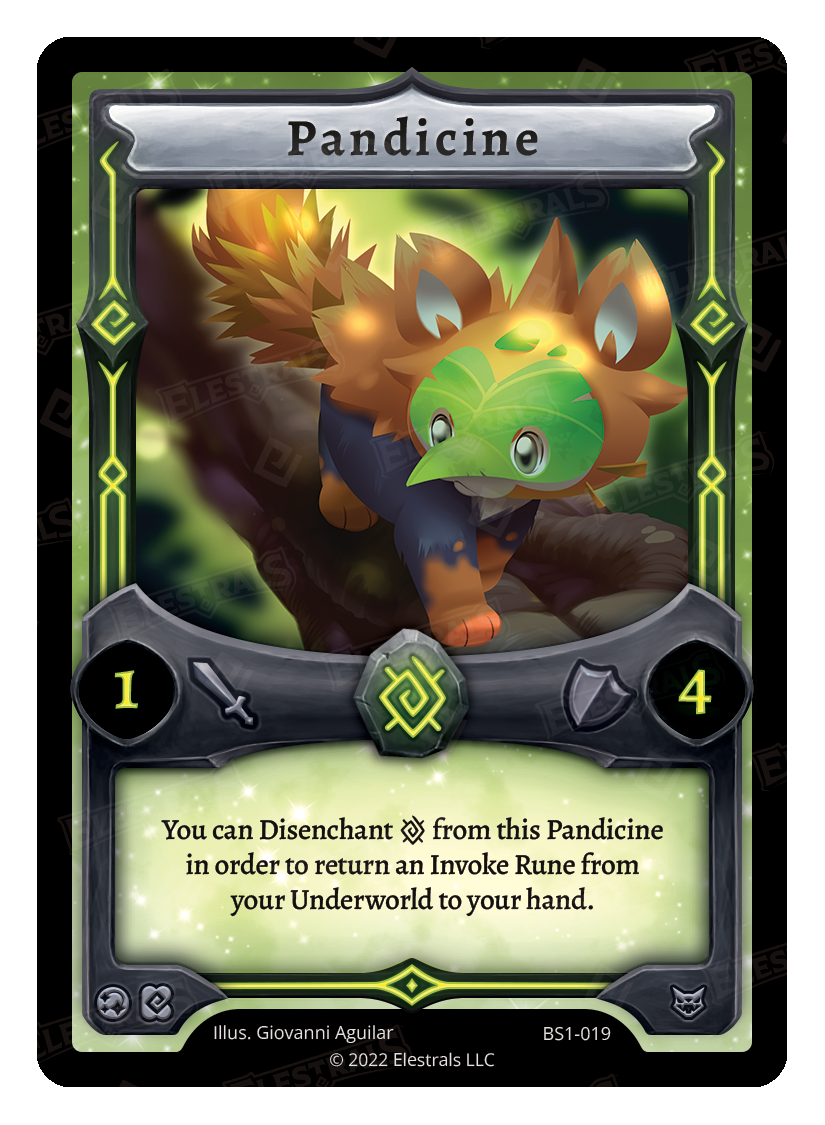 Pandicine
1
4
You can Disenchant from this Pandicine
in order to return an Invoke Rune from
your Underworld to your hand.
Illus. Giovanni Aguilar
BS1-019
© 2022 Elestrals LLC
ELESTRALS